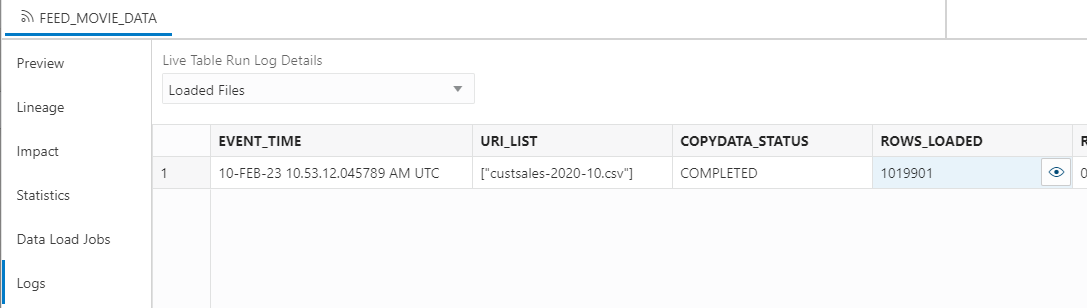 FEED_MOVIE_DATA
Preview
Lineage
Impact
Statistics
Data Load Jobs
Logs
Live Table Run Log Details
Loaded Files
EVENT_TIME URI_LIST COPYDATA_STATUS ROWS_LOADED R
1 10-FEB-23 10.53.12.045789 AM UTC ["custsales-2020-10.csv"] COMPLETED 1019901 0